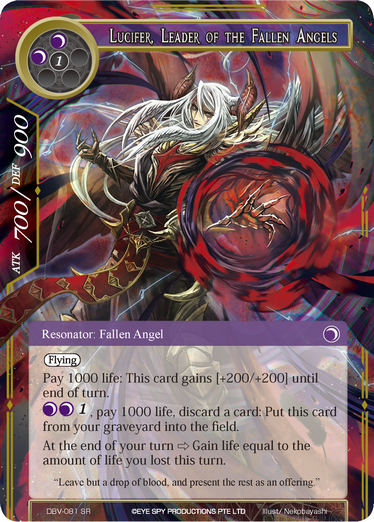 Lucifer, Leader of the Fallen Angels
1
ATK 700/ DEF 900
Resonator: Fallen Angel
Flying
Pay 1000 life: This card gains [+200/+200] until
end of turn.
1, pay 1000 life, discard a card: Put this card
from your graveyard into the field.
At the end of your turn ⇨ Gain life equal to the
amount of life you lost this turn.
“Leave but a drop of blood, and present the rest as an offering.”
DBV-081 SR ©EYE SPY PRODUCTIONS PTE LTD Illust/ Nekobayashi